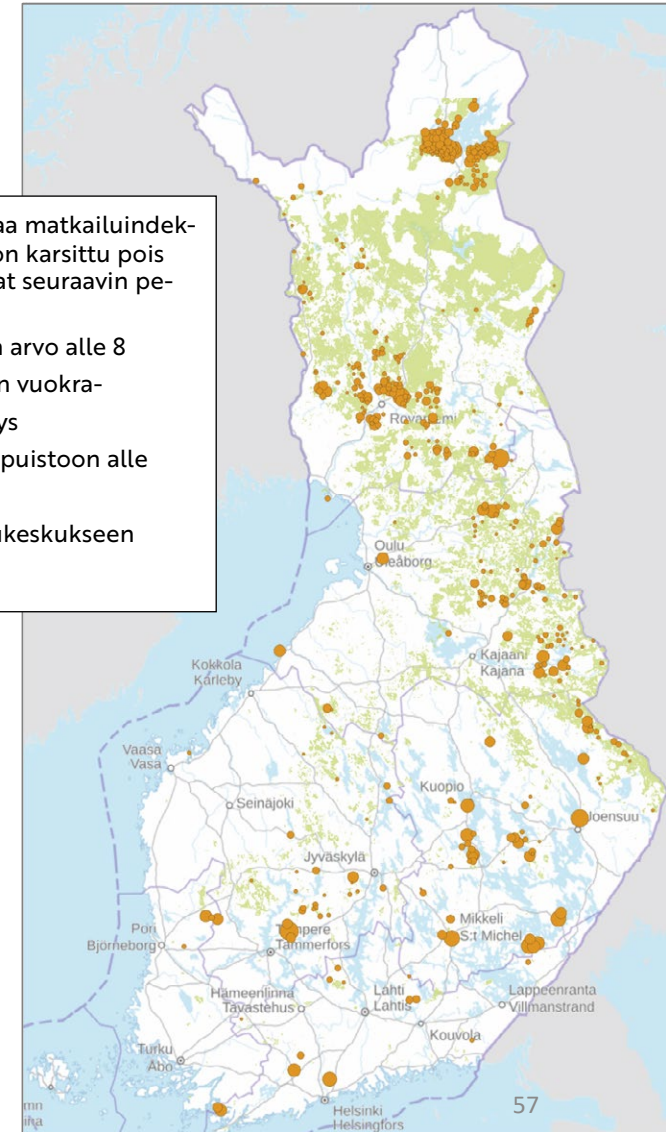 aa matkailuindek-
on karsittu pois
at seuraavin pe-
n arvo alle 8
n vuokra-
ys
puistoon alle
ukeskukseen
Rovaniemi
Oulu
Uleåborg
Kajaani
Kajana
Kokkola
Karleby
Vaasa
Vasa
Seinäjoki
Kuopio
Joensuu
Jyväskylä
Mikkeli
S:t Michel
Pori
Björneborg
Tampere
Tammerfors
Hämeenlinna
Tavastehus
Lahti
Lahtis
Lappeenranta
Villmanstrand
Kouvola
Turku
Åbo
Helsinki
Helsingfors
57